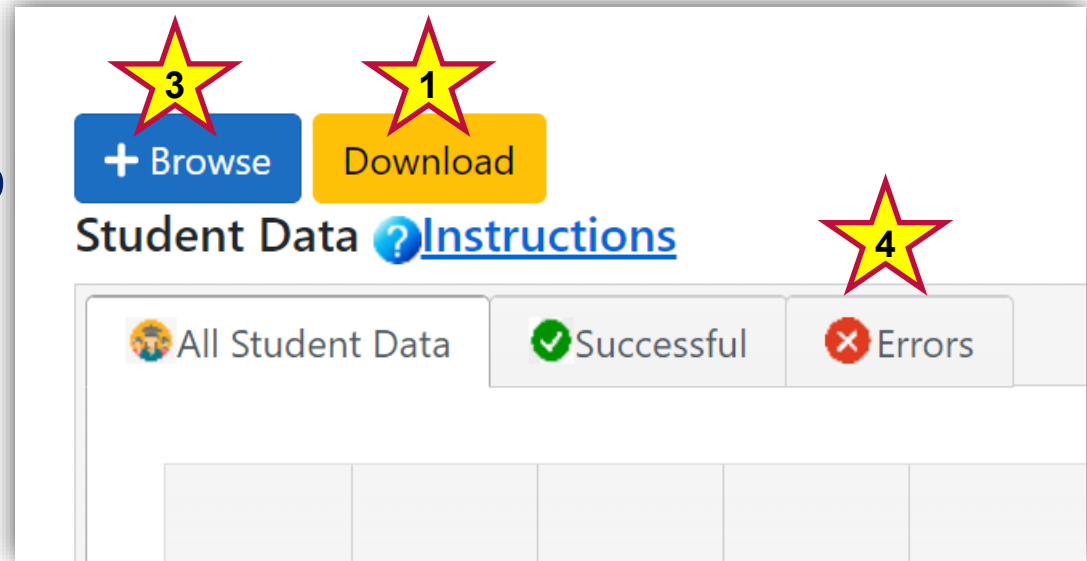 3 1
+ Browse Download
Student Data ? Instructions
4
All Student Data Successful Errors